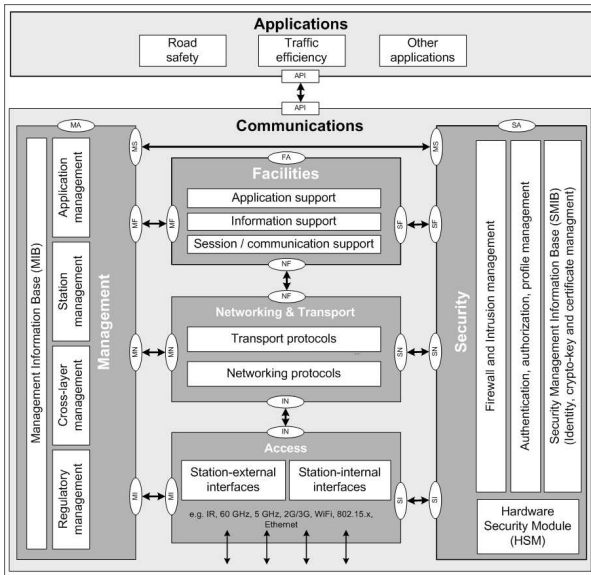 Applications
Road
safety
Traffic
efficiency
Other
applications
API
API
Communications
MA
FA
SA
MS
MS
Management Information Base (MIB)
Application
management
Station
management
Cross-layer
management
Regulatory
management
Management
MF
MF
MN
MN
MI
MI
Facilities
Application support
Information support
Session / communication support
NF
NF
Networking & Transport
Transport protocols
Networking protocols
IN
IN
Access
Station-external
interfaces
Station-internal
interfaces
e.g. IR, 60 GHz, 5 GHz, 2G/3G, WiFi, 802.15.x,
Ethernet
SF
SF
SN
SN
SI
SI
Security
Firewall and Intrusion management
Authentication, authorization, profile management
Security Management Information Base (SMIB)
(Identity, crypto-key and certificate managment)
Hardware
Security Module
(HSM)